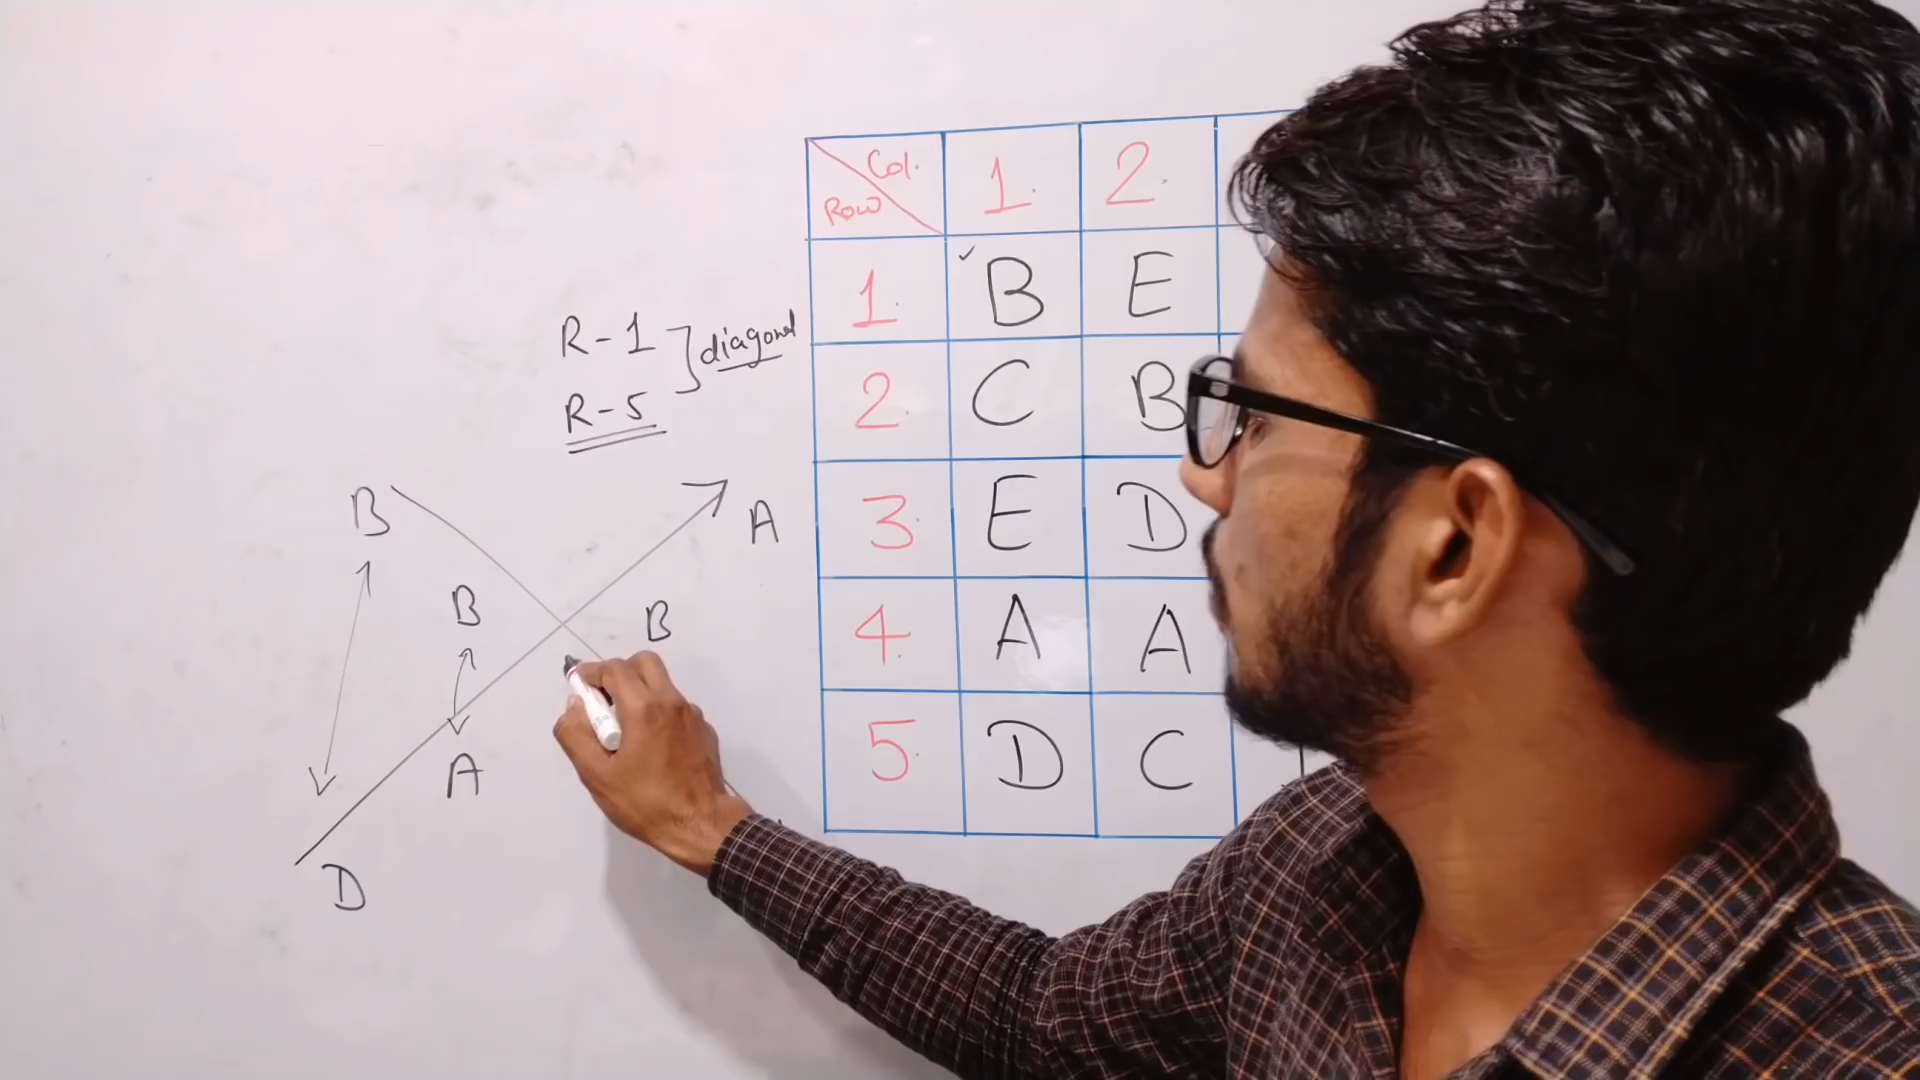 Col. 1. 2.
Row
1. B E
2. C B
3. E D
4. A A
5 D C
R-1
R-5
diagonal
B
A
B
B
A
D